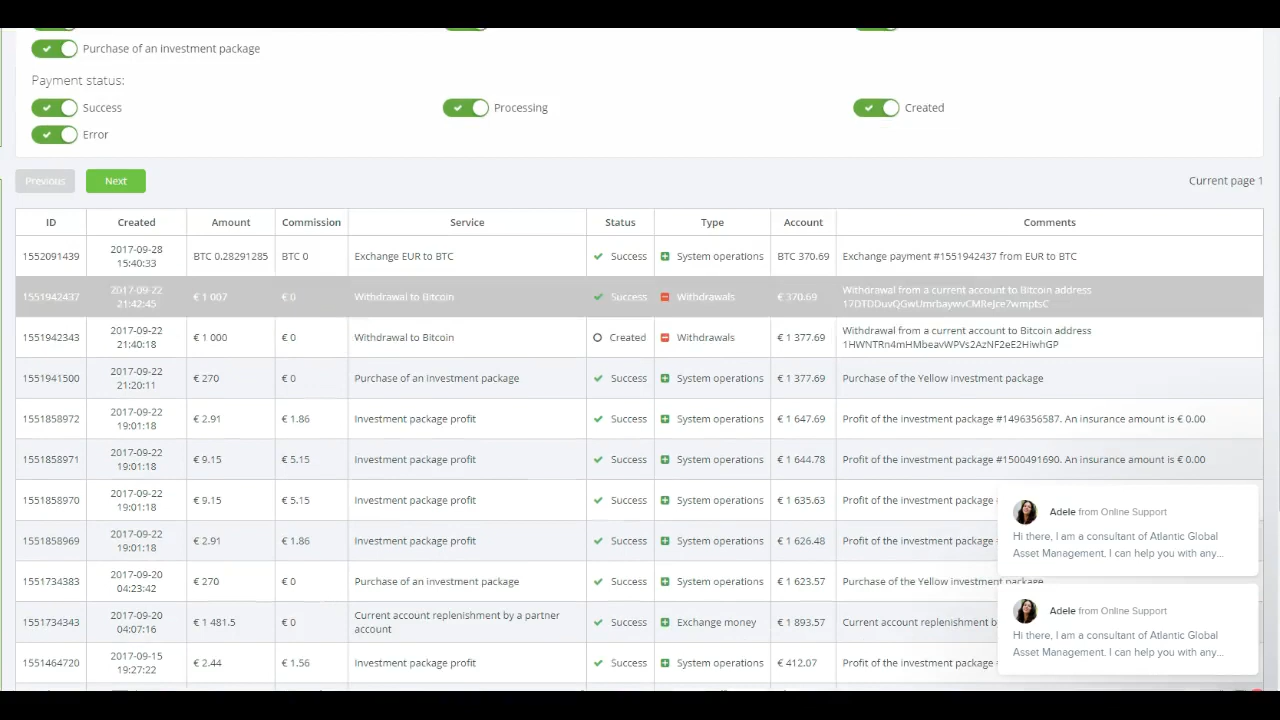 Purchase of an investment package
Payment status:
Success Processing Created
Error
Previous Next Current page 1
ID Created Amount Commission Service Status Type Account Comments
1552091439 2017-09-28 15:40:33 BTC 0.28291285 BTC 0 Exchange EUR to BTC Success System operations BTC 370.69 Exchange payment #1551942437 from EUR to BTC
1551942437 2017-09-22 21:42:45 € 1 007 € 0 Withdrawal to Bitcoin Success Withdrawals € 370.69 Withdrawal from a current account to Bitcoin address
1551942343 2017-09-22 21:40:18 € 1 000 € 0 Withdrawal to Bitcoin Created Withdrawals € 1 377.69 Withdrawal from a current account to Bitcoin address
1HWNTRn4mHMbeavWPVs2AzNF2eE2HiwhGP
1551941500 2017-09-22 21:20:11 € 270 € 0 Purchase of an investment package Success System operations € 1 377.69 Purchase of the Yellow investment package
1551858972 2017-09-22 19:01:18 € 2.91 € 1.86 Investment package profit Success System operations € 1 647.69 Profit of the investment package #1496356587. An insurance amount is € 0.00
1551858971 2017-09-22 19:01:18 € 9.15 € 5.15 Investment package profit Success System operations € 1 644.78 Profit of the investment package #1500491690. An insurance amount is € 0.00
1551858970 2017-09-22 19:01:18 € 9.15 € 5.15 Investment package profit Success System operations € 1 635.63 Profit of the investment package
1551858969 2017-09-22 19:01:18 € 2.91 € 1.86 Investment package profit Success System operations € 1 626.48 Profit of the investment package
1551734383 2017-09-20 04:23:42 € 270 € 0 Purchase of an investment package Success System operations € 1 623.57 Purchase of the Yellow investment package
1551734343 2017-09-20 04:07:16 € 1 481.5 € 0 Current account replenishment by a partner account Success Exchange money € 1 893.57 Current account replenishment b
1551464720 2017-09-15 19:27:22 € 2.44 € 1.56 Investment package profit Success System operations € 412.07 Profit of the investment package
Adele from Online Support
Hi there, I am a consultant of Atlantic Global
Asset Management, I can help you with any...
Adele from Online Support
Hi there, I am a consultant of Atlantic Global
Asset Management, I can help you with any...